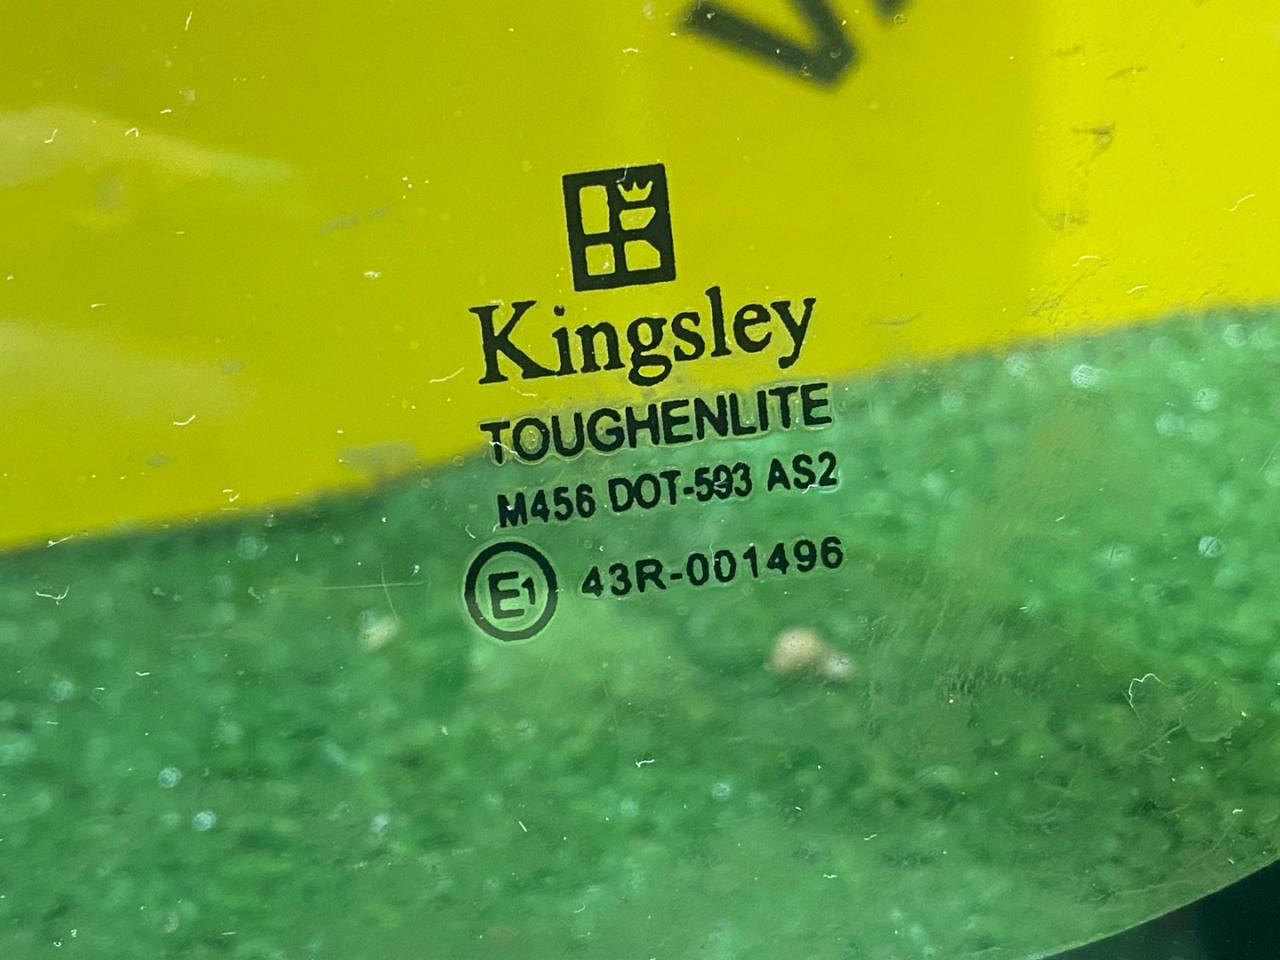 Kingsley
TOUGHENLITE
M456 DOT-593 AS2
E1 43R-001496